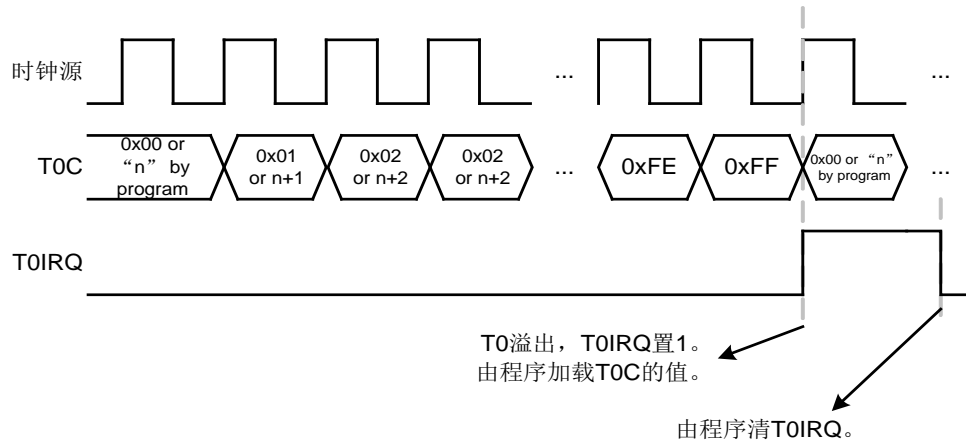 时钟源
...
...
T0C
0x00 or
“n” by
program
0x01
or n+1
0x02
or n+2
0x02
or n+2
...
0xFE
0xFF
0x00 or “n”
by program
...
T0IRQ
T0溢出，T0IRQ置1。
由程序加载T0C的值。
由程序清T0IRQ。